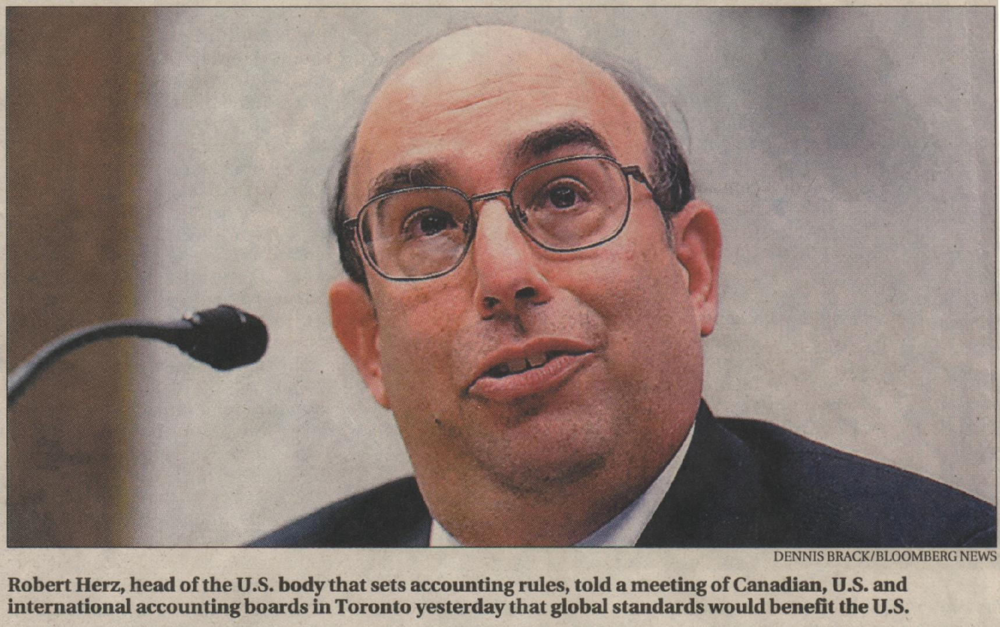 DENNIS BRACK/BLOOMBERG NEWS
Robert Herz, head of the U.S. body that sets accounting rules, told a meeting of Canadian, U.S. and
international accounting boards in Toronto yesterday that global standards would benefit the U.S.